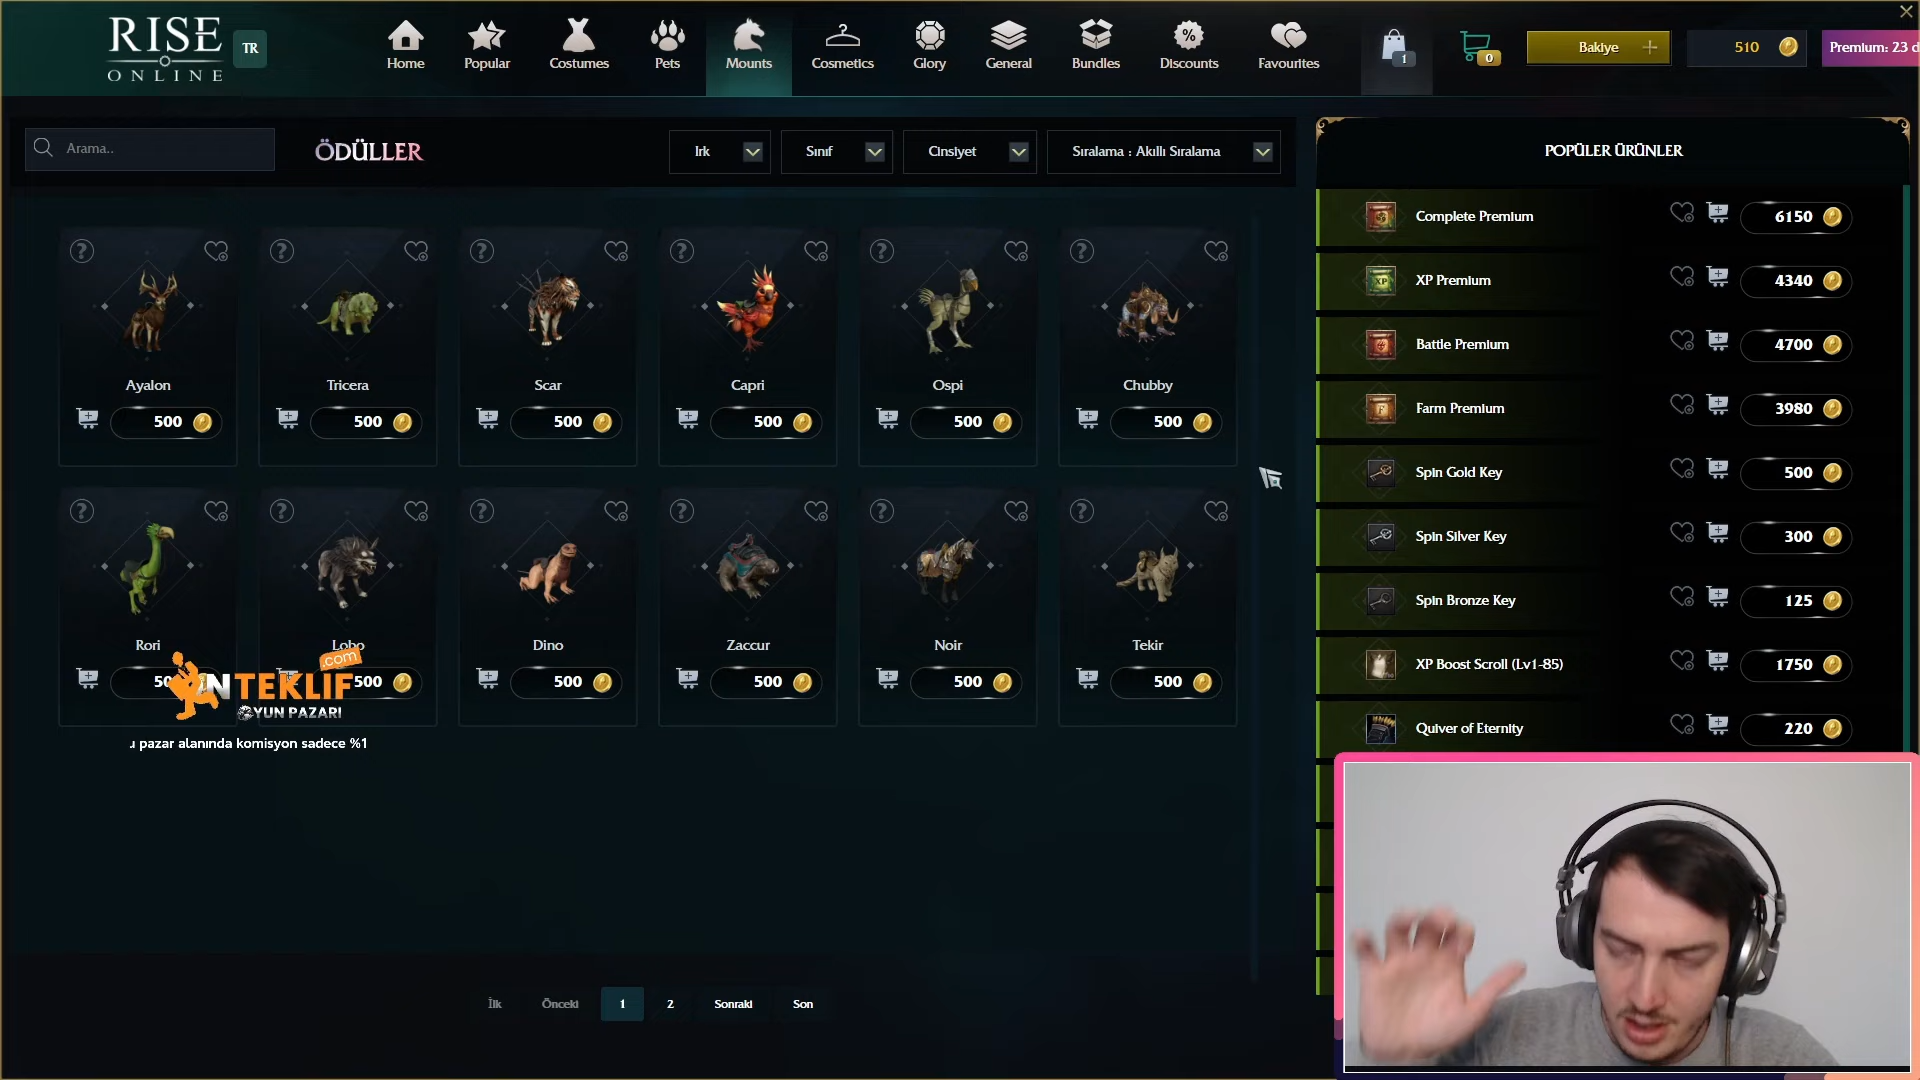 RISE
ONLINE
TR
Home
Popular
Costumes
Pets
Mounts
Cosmetics
Glory
General
Bundles
Discounts
Favourites
1
0
Bakiye
510
Premium: 23 d
Arama..
ÖDÜLLER
Irk
Sınıf
Cinsiyet
Sıralama : Akıllı Sıralama
Ayalon
Tricera
Scar
Capri
Ospi
Chubby
500
500
500
500
500
500
Rori
Lobo
Dino
Zaccur
Noir
Tekir
500
500
500
500
500
.com
NTEKLIF
OYUN PAZARI
pazar alanında komisyon sadece %1
İlk
Önceki
1
2
Sonraki
Son
POPÜLER ÜRÜNLER
Complete Premium
6150
XP Premium
4340
Battle Premium
4700
Farm Premium
3980
Spin Gold Key
500
Spin Silver Key
300
Spin Bronze Key
125
XP Boost Scroll (Lv1-85)
1750
Quiver of Eternity
220